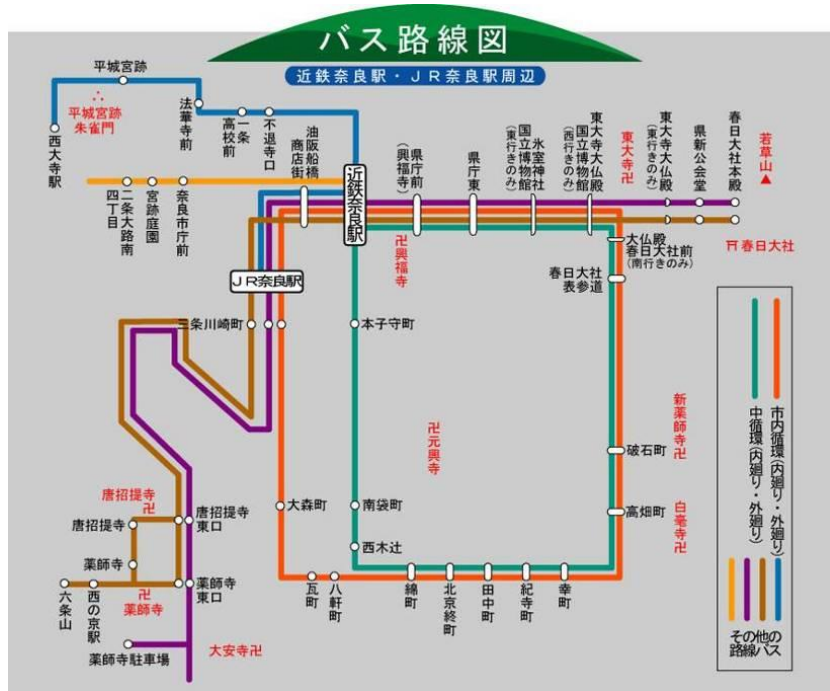 バス路線図
近鉄奈良駅・JR奈良駅周辺
平城宮跡
平城宮跡
朱雀門
西大寺駅
法華寺前
一条
高校前
不退寺口
油阪船橋
商店街
近鉄奈良駅
県庁前
(興福寺)
県庁東
氷室神社
国立博物館
(東行きのみ)
東大寺大仏殿
国立博物館
(西行きのみ)
東大寺卍
東大寺大仏殿
(東行きのみ)
県新公会堂
春日大社本殿
若草山▲
二条大路南
四丁目
宮跡庭園
奈良市庁前
卍興福寺
大仏殿
春日大社前
(南行きのみ)
春日大社
春日大社
表参道
JR奈良駅
三条川崎町
本子守町
卍元興寺
新薬師寺卍
破石町
白毫寺卍
高畑町
大森町
南袋町
西木辻
瓦町
八軒町
綿町
北京終町
田中町
紀寺町
幸町
唐招提寺
卍
唐招提寺
唐招提寺
東口
薬師寺
薬師寺
東口
卍
薬師寺
六条山
西の京駅
薬師寺駐車場
大安寺卍
市内循環(内廻り・外廻り)
中循環(内廻り・外廻り)
その他の
路線バス